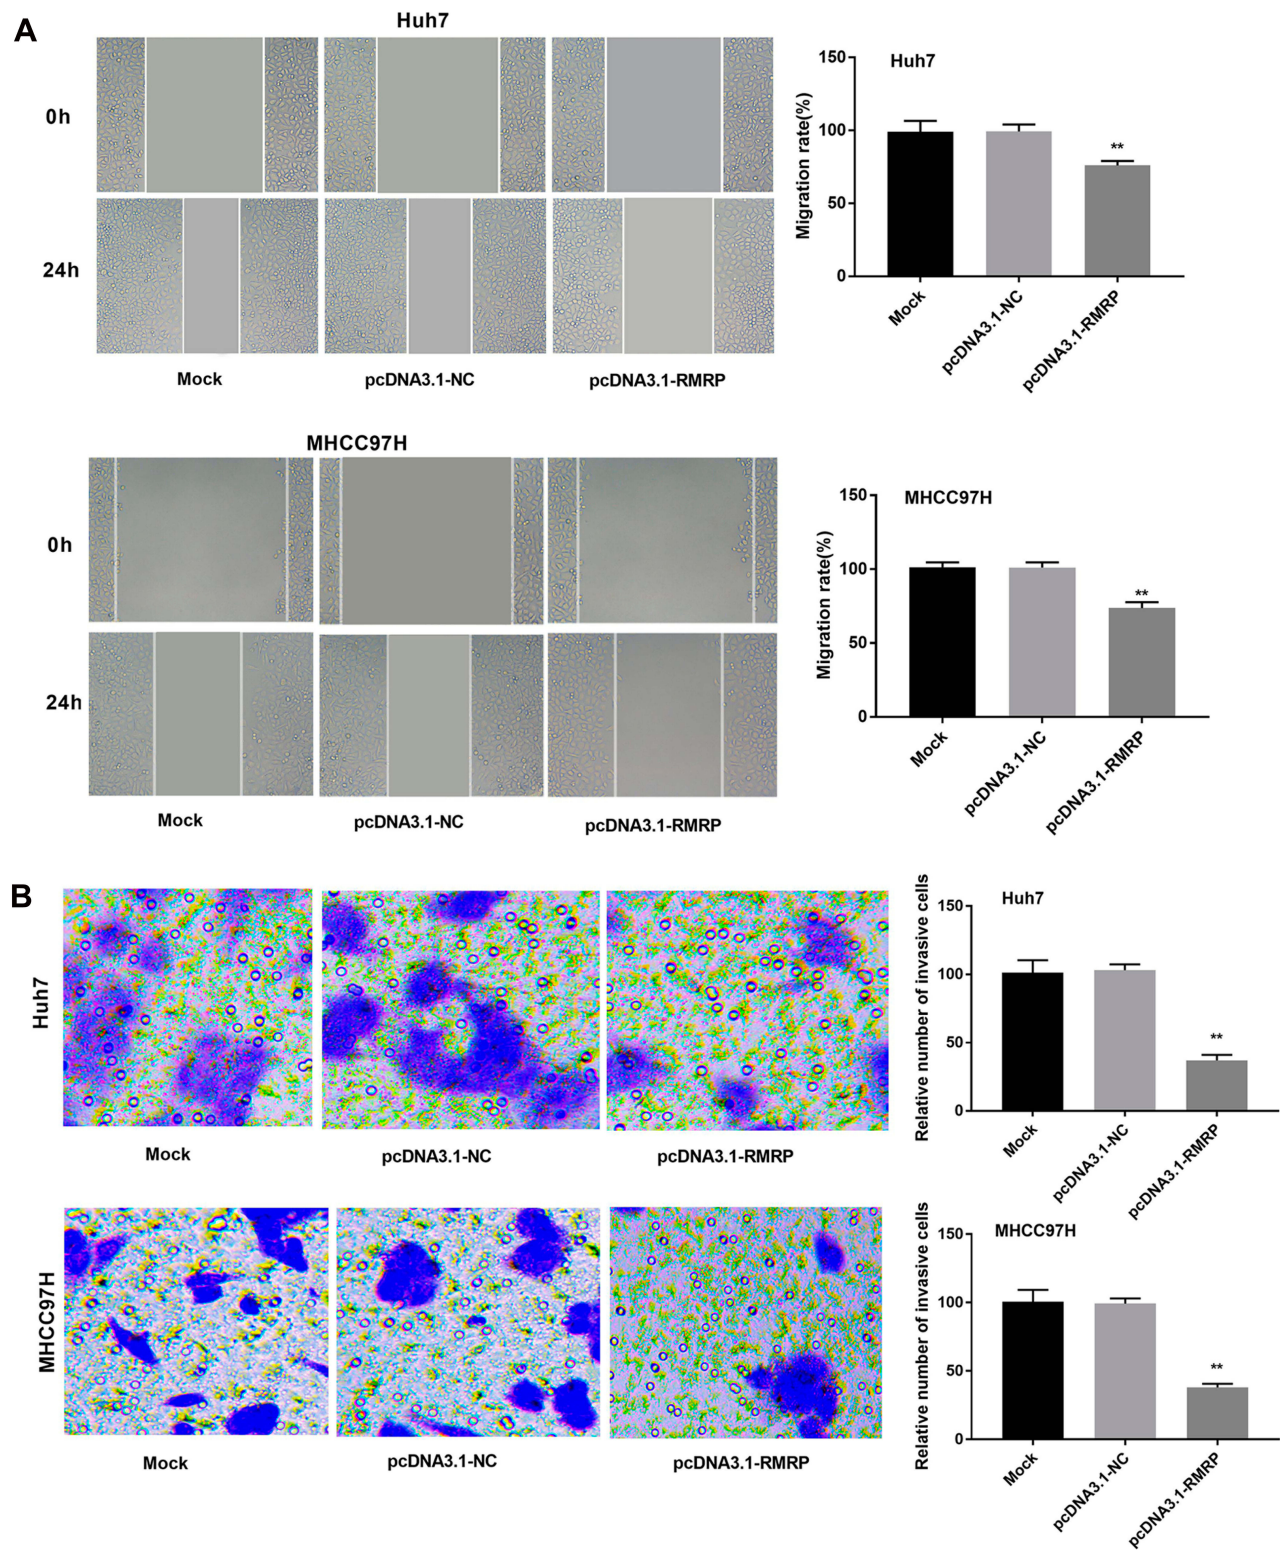 A
Huh7
0h
24h
Mock
pcDNA3.1-NC
pcDNA3.1-RMRP
Huh7
Migration rate(%)
150
100
50
0
**
Mock
pcDNA3.1-NC
pcDNA3.1-RMRP
MHCC97H
0h
24h
Mock
pcDNA3.1-NC
pcDNA3.1-RMRP
MHCC97H
Migration rate(%)
150
100
50
0
**
Mock
pcDNA3.1-NC
pcDNA3.1-RMRP
B
Huh7
Mock
pcDNA3.1-NC
pcDNA3.1-RMRP
Huh7
Relative number of invasive cells
150
100
50
0
**
Mock
pcDNA3.1-NC
pcDNA3.1-RMRP
MHCC97H
Mock
pcDNA3.1-NC
pcDNA3.1-RMRP
MHCC97H
Relative number of invasive cells
150
100
50
0
**
Mock
pcDNA3.1-NC
pcDNA3.1-RMRP